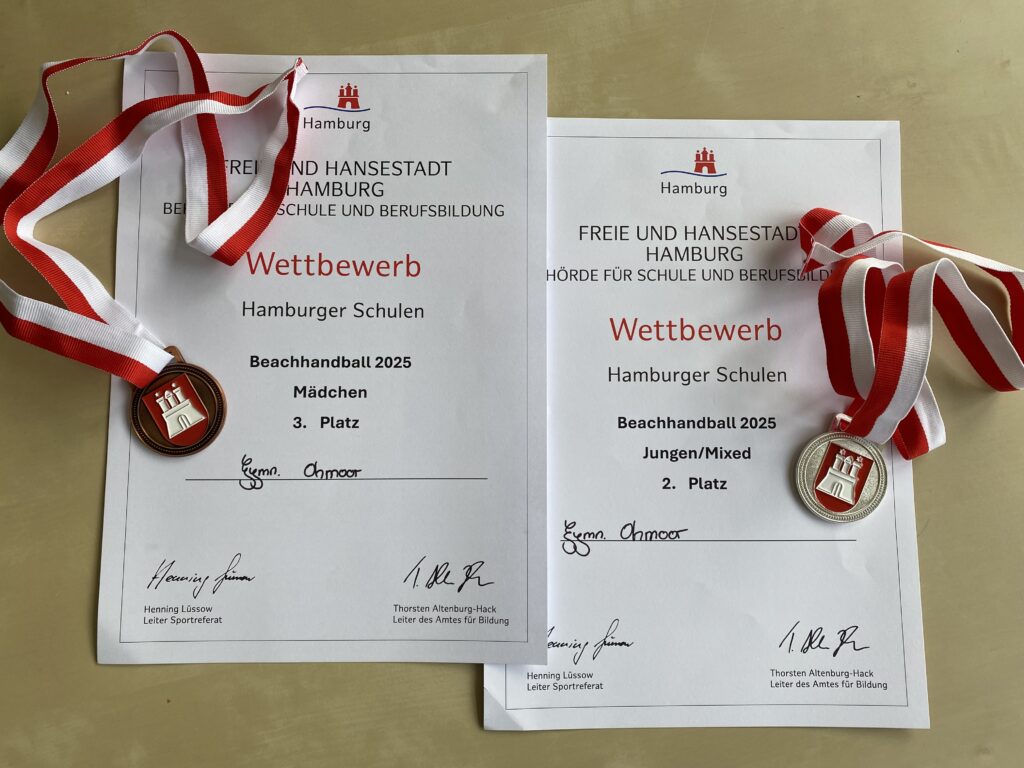 Hamburg
FREIE UND HANSESTADT
HAMBURG
SCHULE UND BERUFSBILDUNG
Wettbewerb
Hamburger Schulen
Beachhandball 2025
Mädchen
3. Platz
Gymn. Ohmoor
Henning Lüssow
Leiter Sportreferat
Thorsten Altenburg-Hack
Leiter des Amtes für Bildung
Hamburg
FREIE UND HANSESTADT
HAMBURG
HÖRDE FÜR SCHULE UND BERUFSBILDU
Wettbewerb
Hamburger Schulen
Beachhandball 2025
Jungen/Mixed
2. Platz
Gymn. Ohmoor
Henning Lüssow
Leiter Sportreferat
Thorsten Altenburg-Hack
Leiter des Amtes für Bildung